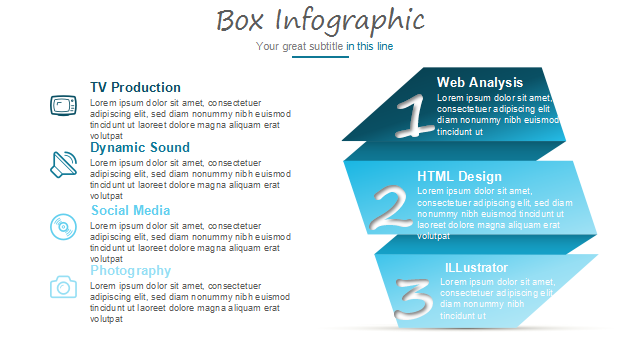 Box Infographic
Your great subtitle in this line
TV Production
Lorem ipsum dolor sit amet, consectetuer
adipiscing elit, sed diam nonummy nibh euismod
tincidunt ut laoreet dolore magna aliquam erat
volutpat
Dynamic Sound
Lorem ipsum dolor sit amet, consectetuer
adipiscing elit, sed diam nonummy nibh euismod
tincidunt ut laoreet dolore magna aliquam erat
volutpat
Social Media
Lorem ipsum dolor sit amet, consectetuer
adipiscing elit, sed diam nonummy nibh euismod
tincidunt ut laoreet dolore magna aliquam erat
volutpat
Photography
Lorem ipsum dolor sit amet, consectetuer
adipiscing elit, sed diam nonummy nibh euismod
tincidunt ut laoreet dolore magna aliquam erat
volutpat
1
Web Analysis
Lorem ipsum dolor sit amet,
consectetuer adipiscing elit, sed
diam nonummy nibh euismod
tincidunt ut
2
HTML Design
Lorem ipsum dolor sit amet,
consectetuer adipiscing elit, sed
diam nonummy nibh euismod
tincidunt ut laoreet dolore
magna aliquam erat
volutpat
3
ILLustrator
Lorem ipsum dolor sit amet,
consectetuer adipiscing elit, sed
diam nonummy nibh euismod
tincidunt ut